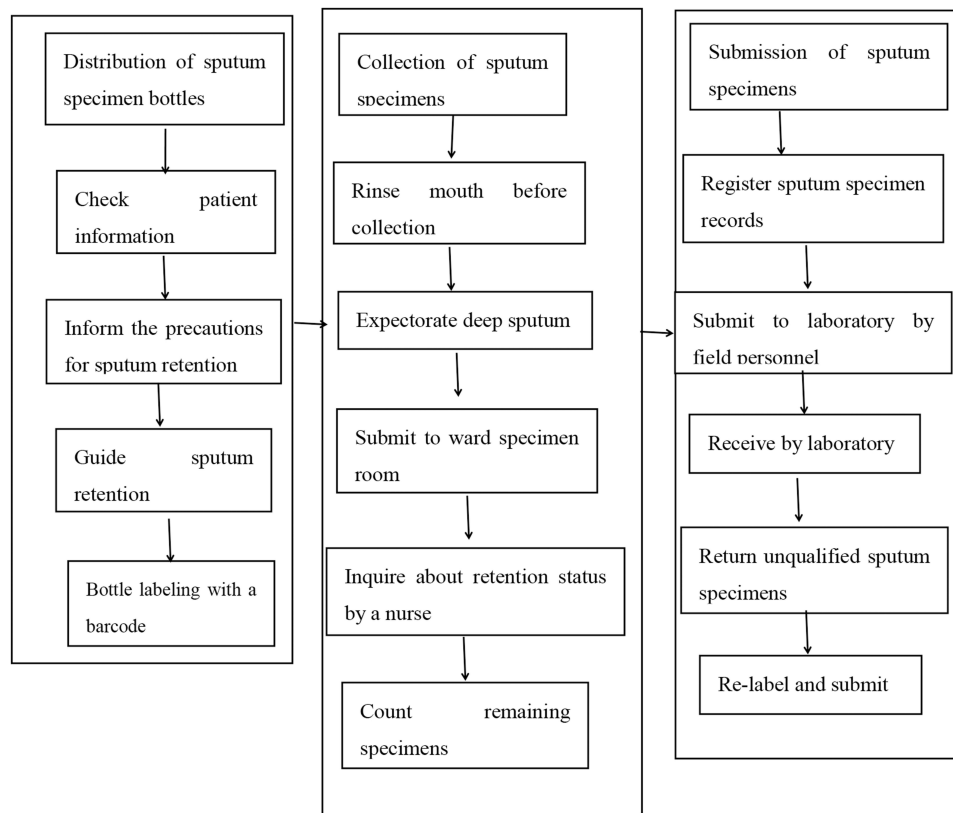 Distribution of sputum
specimen bottles
Check patient
information
Inform the precautions
for sputum retention
Guide sputum
retention
Bottle labeling with a
barcode
Collection of sputum
specimens
Rinse mouth before
collection
Expectorate deep sputum
Submit to ward specimen
room
Inquire about retention status
by a nurse
Count remaining
specimens
Submission of sputum
specimens
Register sputum specimen
records
Submit to laboratory by
field personnel
Receive by laboratory
Return unqualified sputum
specimens
Re-label and submit